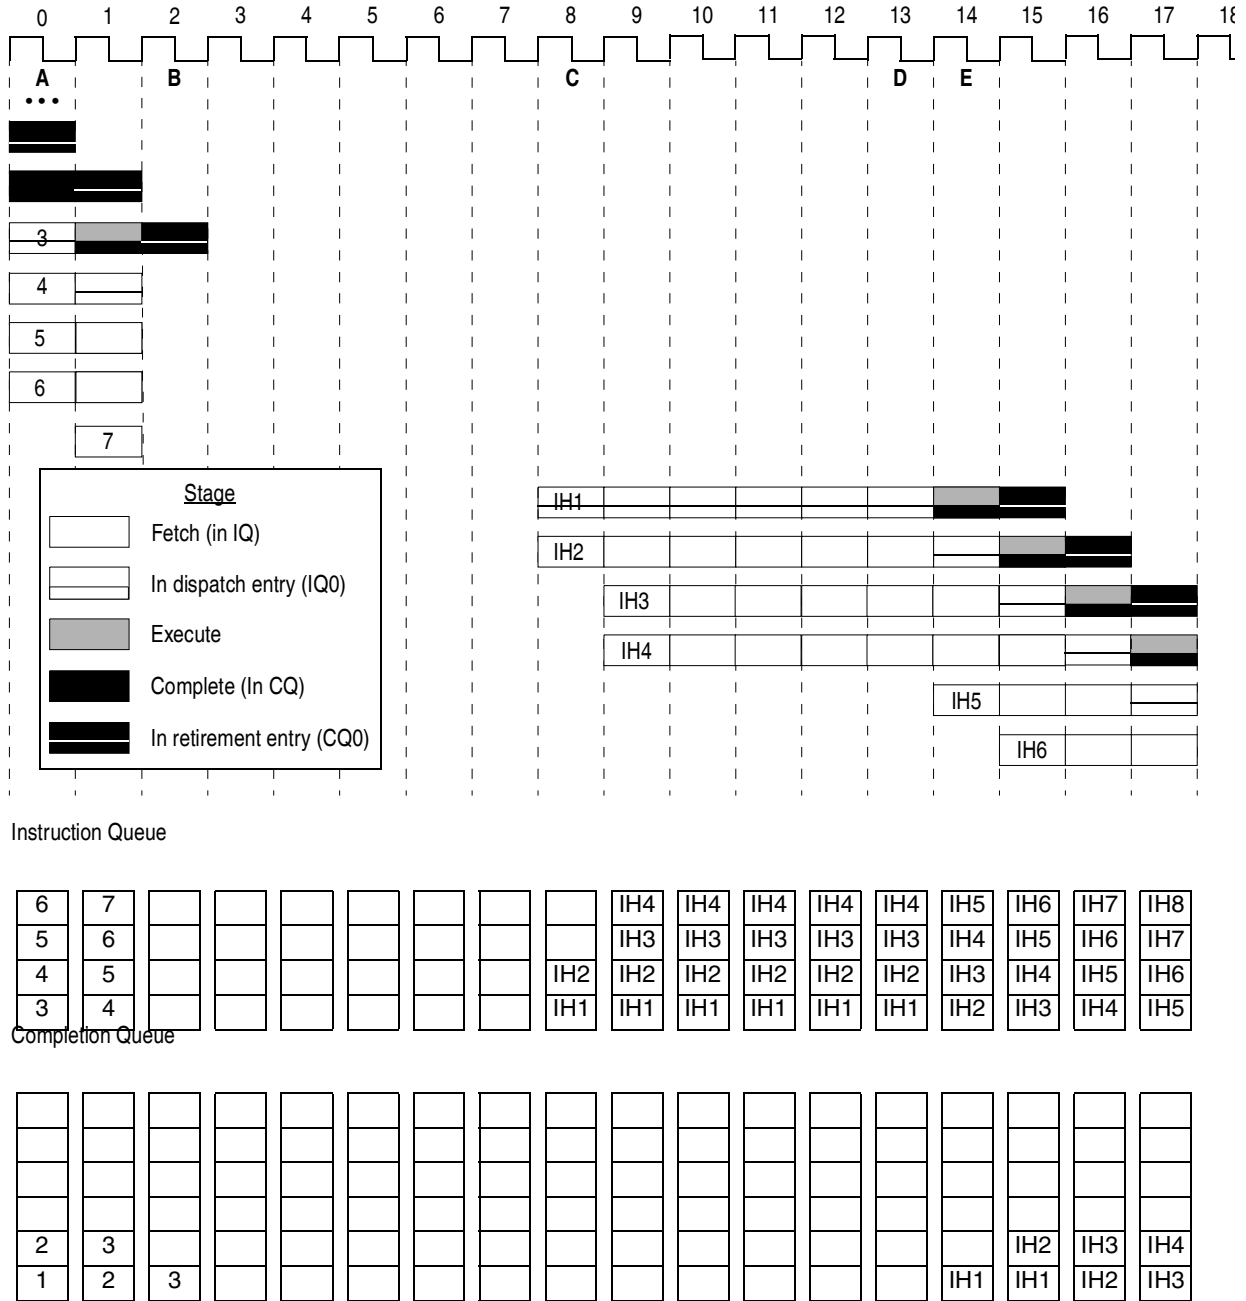 0 1 2 3 4 5 6 7 8 9 10 11 12 13 14 15 16 17 18
A B C D E
•••
3
4
5
6
7
Stage
Fetch (in IQ)
In dispatch entry (IQ0)
Execute
Complete (In CQ)
In retirement entry (CQ0)
IH1
IH2
IH3
IH4
IH5
IH6
Instruction Queue
6 7 IH4 IH4 IH4 IH4 IH4 IH5 IH6 IH7 IH8
5 6 IH3 IH3 IH3 IH3 IH3 IH4 IH5 IH6 IH7
4 5 IH2 IH2 IH2 IH2 IH2 IH2 IH3 IH4 IH5 IH6
3 4 IH1 IH1 IH1 IH1 IH1 IH1 IH2 IH3 IH4 IH5
Completion Queue
2 3 IH2 IH3 IH4
1 2 3 IH1 IH1 IH2 IH3